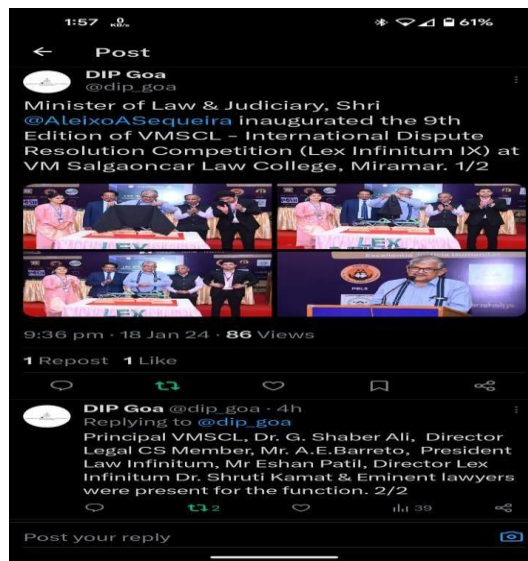 1:57 0 KB/s 61%
Post
DIP Goa
@dip_goa
Minister of Law & Judiciary, Shri
@AleixoASequeira inaugurated the 9th
Edition of VMSCL – International Dispute
Resolution Competition (Lex Infinitum IX) at
VM Salgaoncar Law College, Miramar. 1/2
LEX
LEX
LEX
9:36 pm · 18 Jan 24 · 86 Views
1 Repost 1 Like
DIP Goa @dip_goa · 4h
Replying to @dip_goa
Principal VMSCL, Dr. G. Shaber Ali, Director
Legal CS Member, Mr. A.E.Barreto, President
Law Infinitum, Mr Eshan Patil, Director Lex
Infinitum Dr. Shruti Kamat & Eminent lawyers
were present for the function. 2/2
2 39
Post your reply